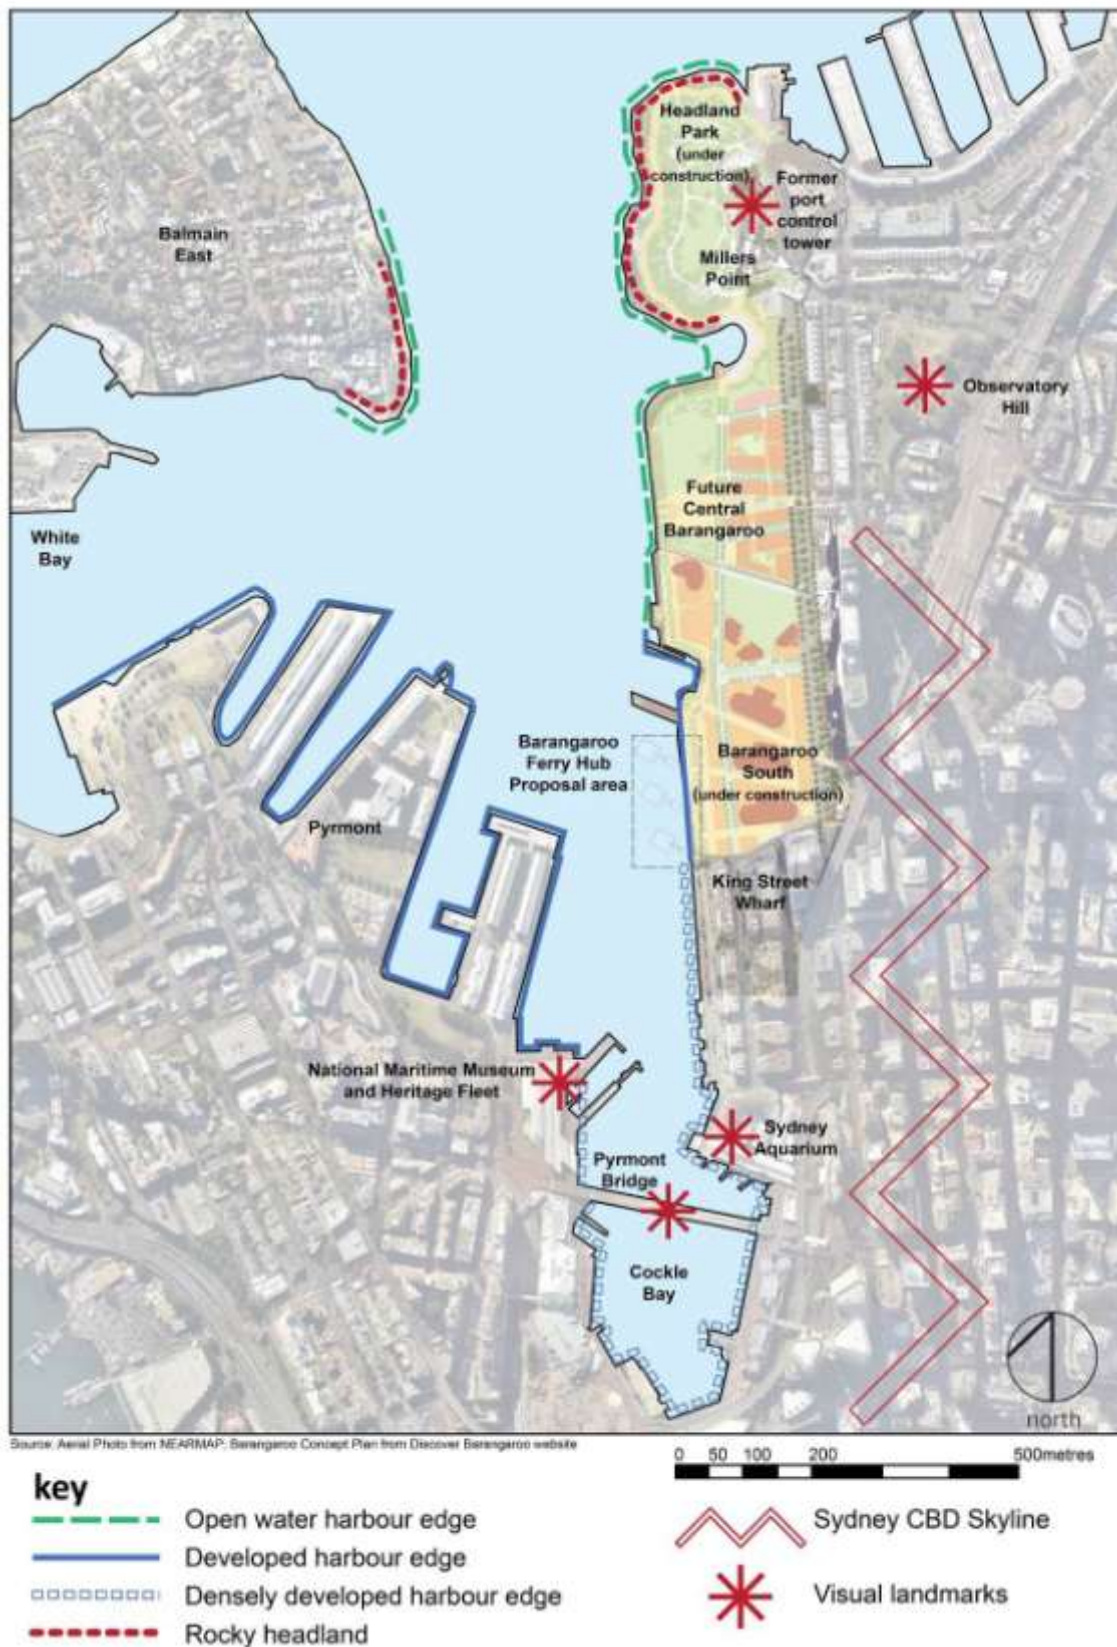 Headland
Park
(under
construction)
Former
port
control
tower
Balmain
East
Millers
Point
Observatory
Hill
Future
Central
Barangaroo
White
Bay
Barangaroo
Ferry Hub
Proposal area
Barangaroo
South
(under construction)
Pyrmont
King Street
Wharf
National Maritime Museum
and Heritage Fleet
Sydney
Aquarium
Pyrmont
Bridge
Cockle
Bay
north
Source: Aerial Photo from NEARMAP; Barangaroo Concept Plan from Discover Barangaroo website
0 50 100 200 500metres
key
Open water harbour edge
Developed harbour edge
Densely developed harbour edge
Rocky headland
Sydney CBD Skyline
Visual landmarks